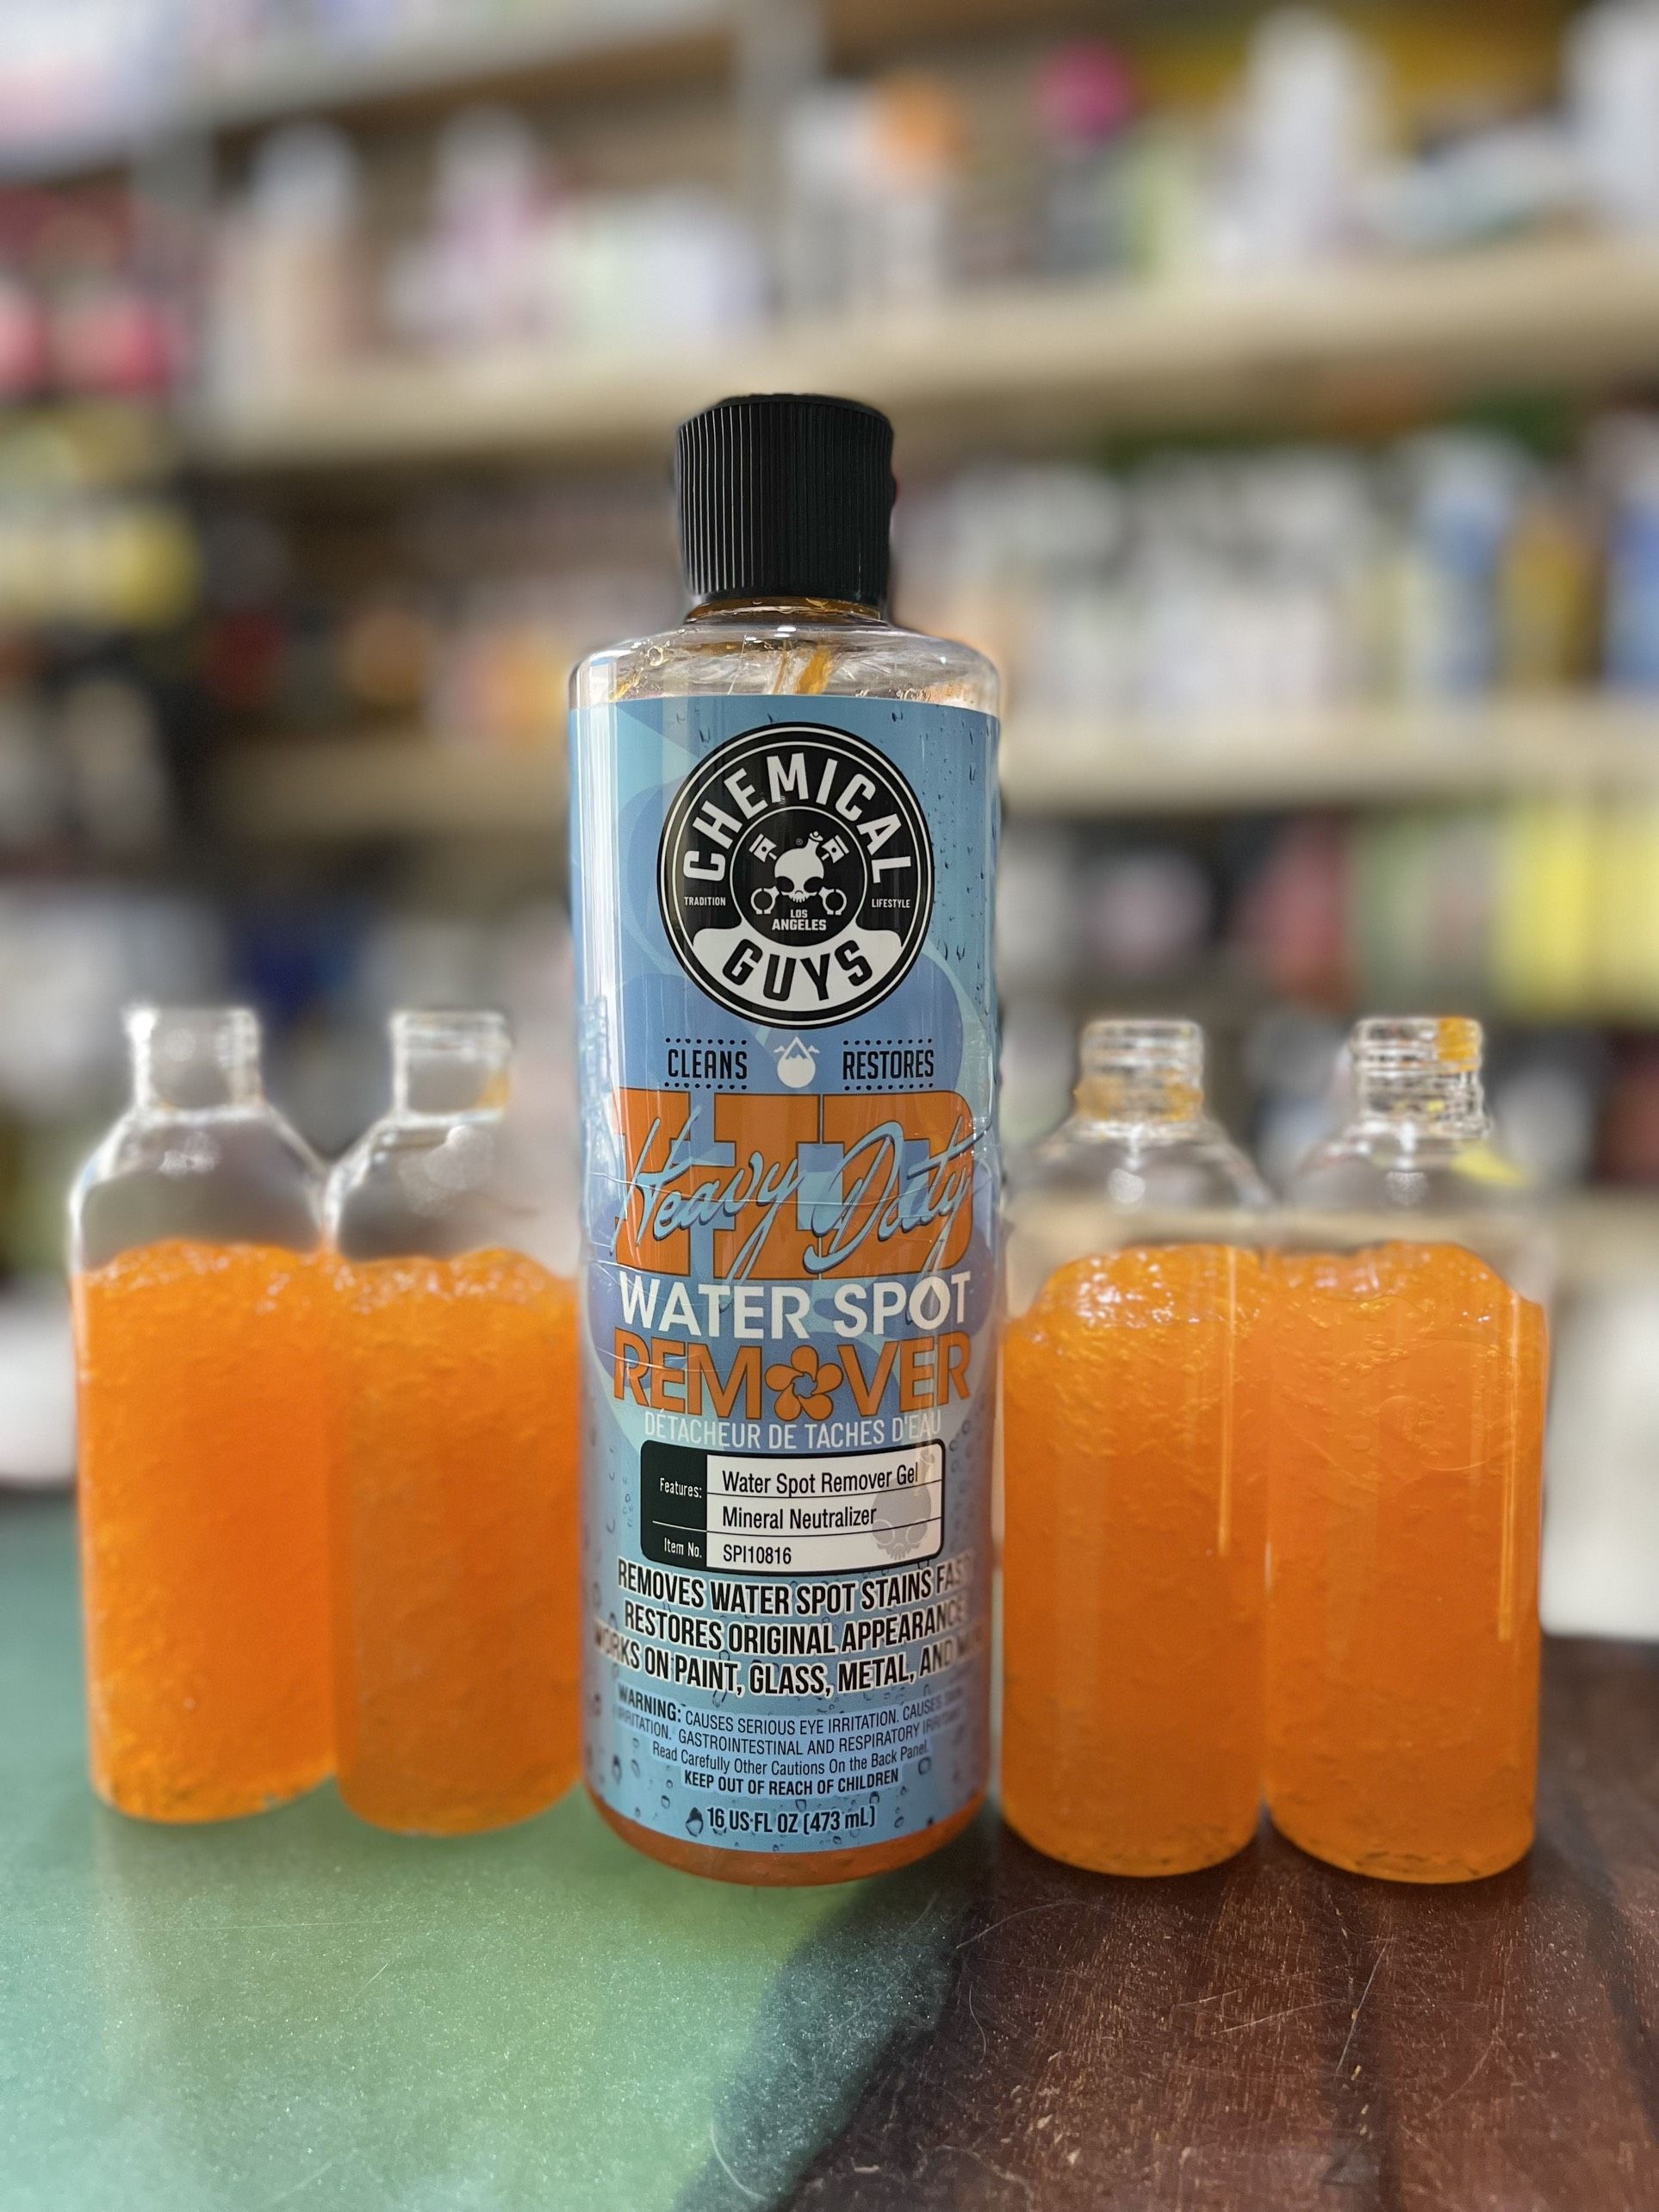 CHEMICAL
TRADITION
LIFESTYLE
LOS
ANGELES
GUYS
CLEANS RESTORES
HD
Heavy Duty
WATER SPOT
REMOVER
DÉTACHEUR DE TACHES D'EAU
Features: Water Spot Remover Gel
Mineral Neutralizer
Item No. SPI10816
REMOVES WATER SPOT STAINS FAST
RESTORES ORIGINAL APPEARANCE
WORKS ON PAINT, GLASS, METAL, AND
WARNING: CAUSES SERIOUS EYE IRRITATION. CAUSES SKIN
IRRITATION. GASTROINTESTINAL AND RESPIRATORY
Read Carefully Other Cautions On the Back Panel.
KEEP OUT OF REACH OF CHILDREN
16 US FL OZ (473 mL)